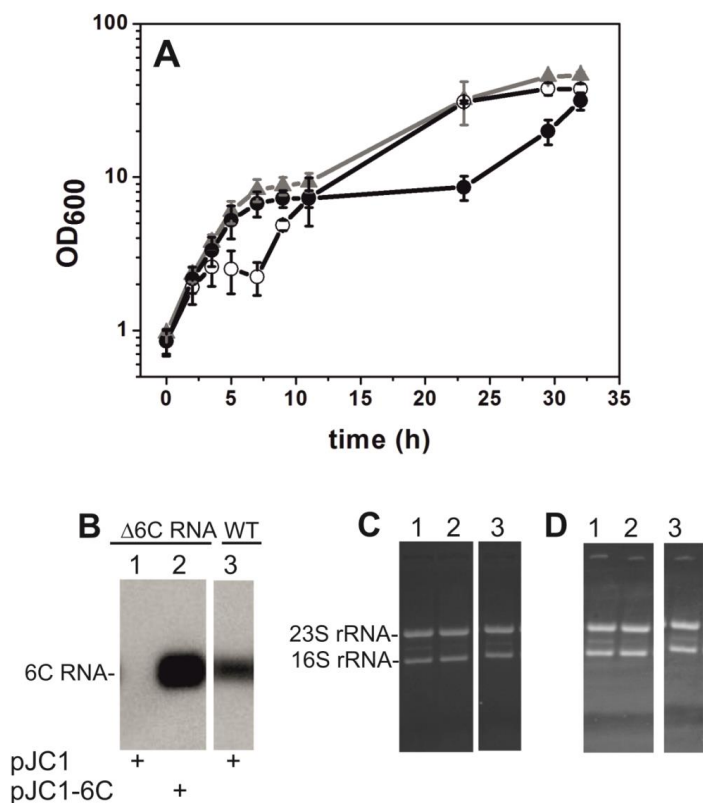 A
100
10
1
OD600
0 5 10 15 20 25 30 35
time (h)
B Δ6C RNA WT
1 2 3
6C RNA-
pJC1 + +
pJC1-6C +
C 1 2 3
23S rRNA-
16S rRNA-
D 1 2 3